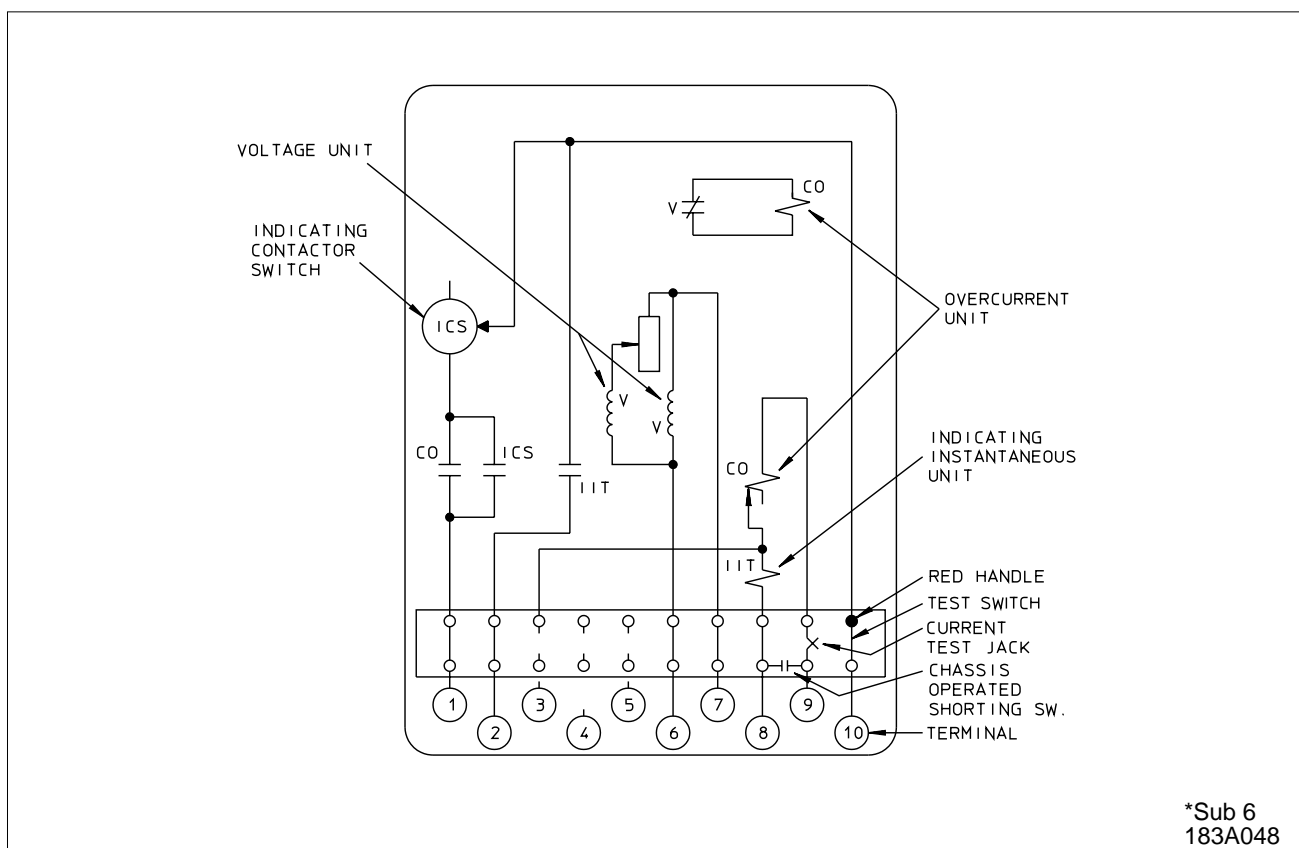 VOLTAGE UNIT
CO
V
INDICATING
CONTACTOR
SWITCH
OVERCURRENT
UNIT
ICS
V
V
INDICATING
INSTANTANEOUS
UNIT
CO
ICS
IIT
CO
IIT
RED HANDLE
TEST SWITCH
CURRENT
TEST JACK
CHASSIS
OPERATED
SHORTING SW.
1
3
5
7
9
2
4
6
8
10
TERMINAL
*Sub 6
183A048